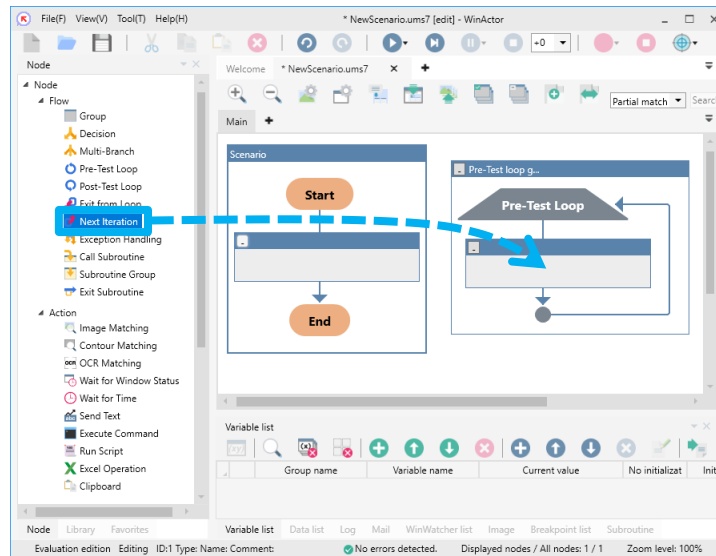 File(F) View(V) Tool(T) Help(H)
* NewScenario.ums7 [edit] - WinActor
+0
Node
Welcome * NewScenario.ums7
Partial match Searc
Main
Node
Flow
Group
Decision
Multi-Branch
Pre-Test Loop
Post-Test Loop
Exit from Loop
Next Iteration
Exception Handling
Call Subroutine
Subroutine Group
Exit Subroutine
Action
Image Matching
Contour Matching
OCR Matching
Wait for Window Status
Wait for Time
Send Text
Execute Command
Run Script
Excel Operation
Clipboard
Scenario
Start
End
Pre-Test loop g...
Pre-Test Loop
Variable list
Group name Variable name Current value No initializat Init
Node Library Favorites
Variable list Data list Log Mail WinWatcher list Image Breakpoint list Subroutine
Evaluation edition Editing ID:1 Type: Name: Comment: No errors detected. Displayed nodes / All nodes: 1 / 1 Zoom level: 100%